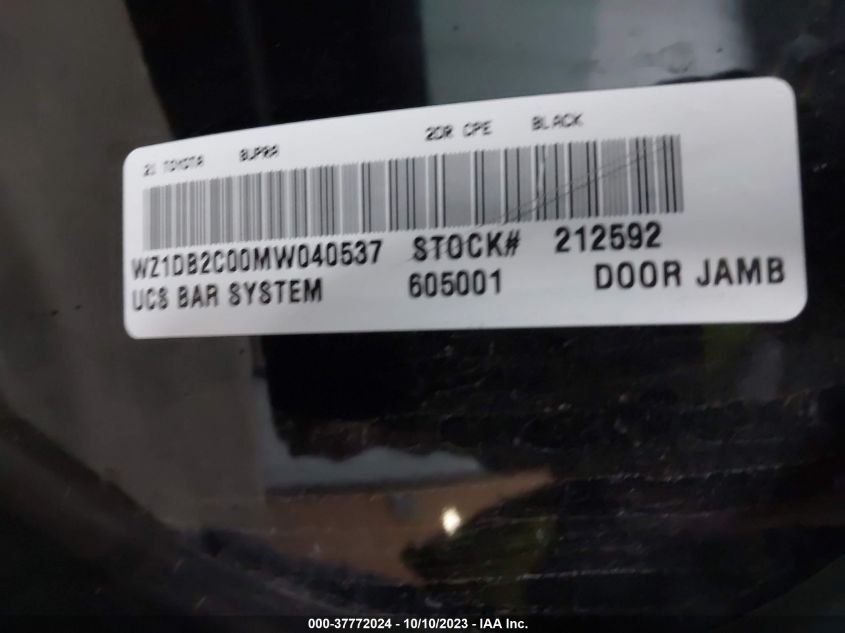 21 TOYOTA SUPRA 2DR CPE BLACK
WZ1DB2C00MW040537 STOCK# 212592
UCS BAR SYSTEM 605001 DOOR JAMB
000-37772024 - 10/10/2023 - IAA Inc.